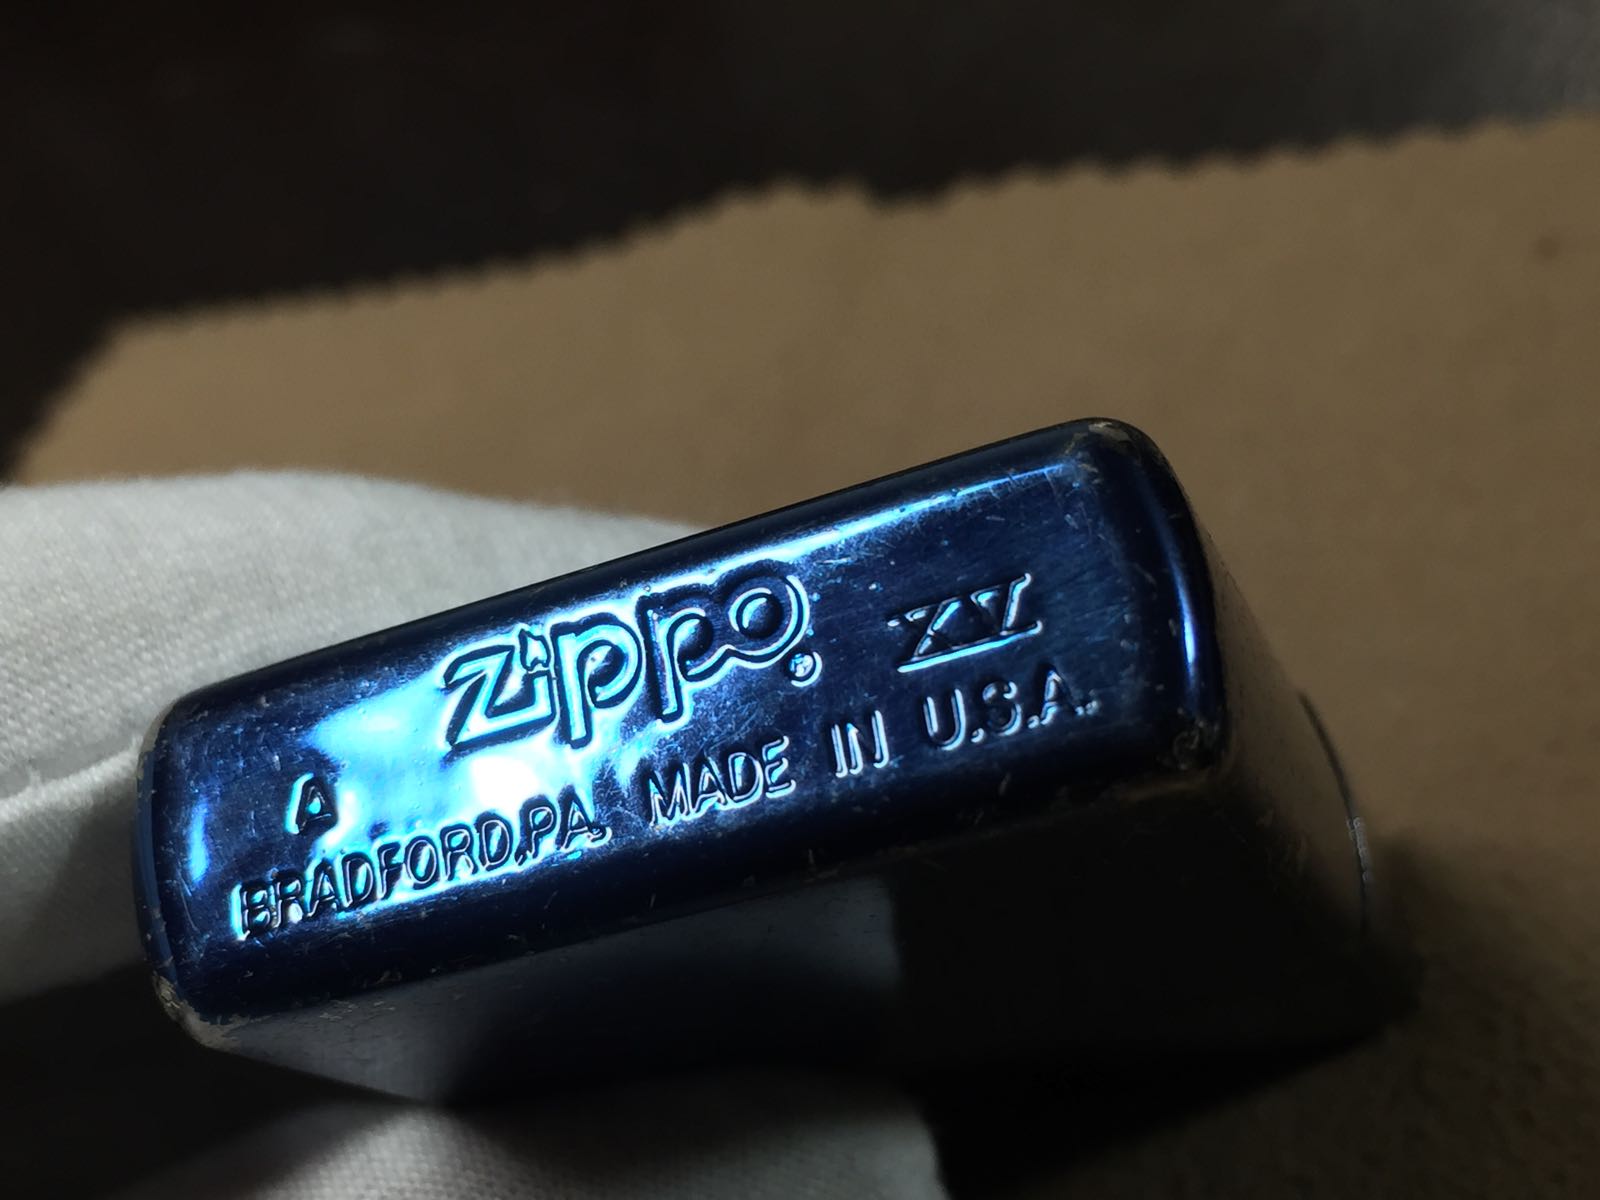 zippo® XV
A
BRADFORD,PA. MADE IN U.S.A.